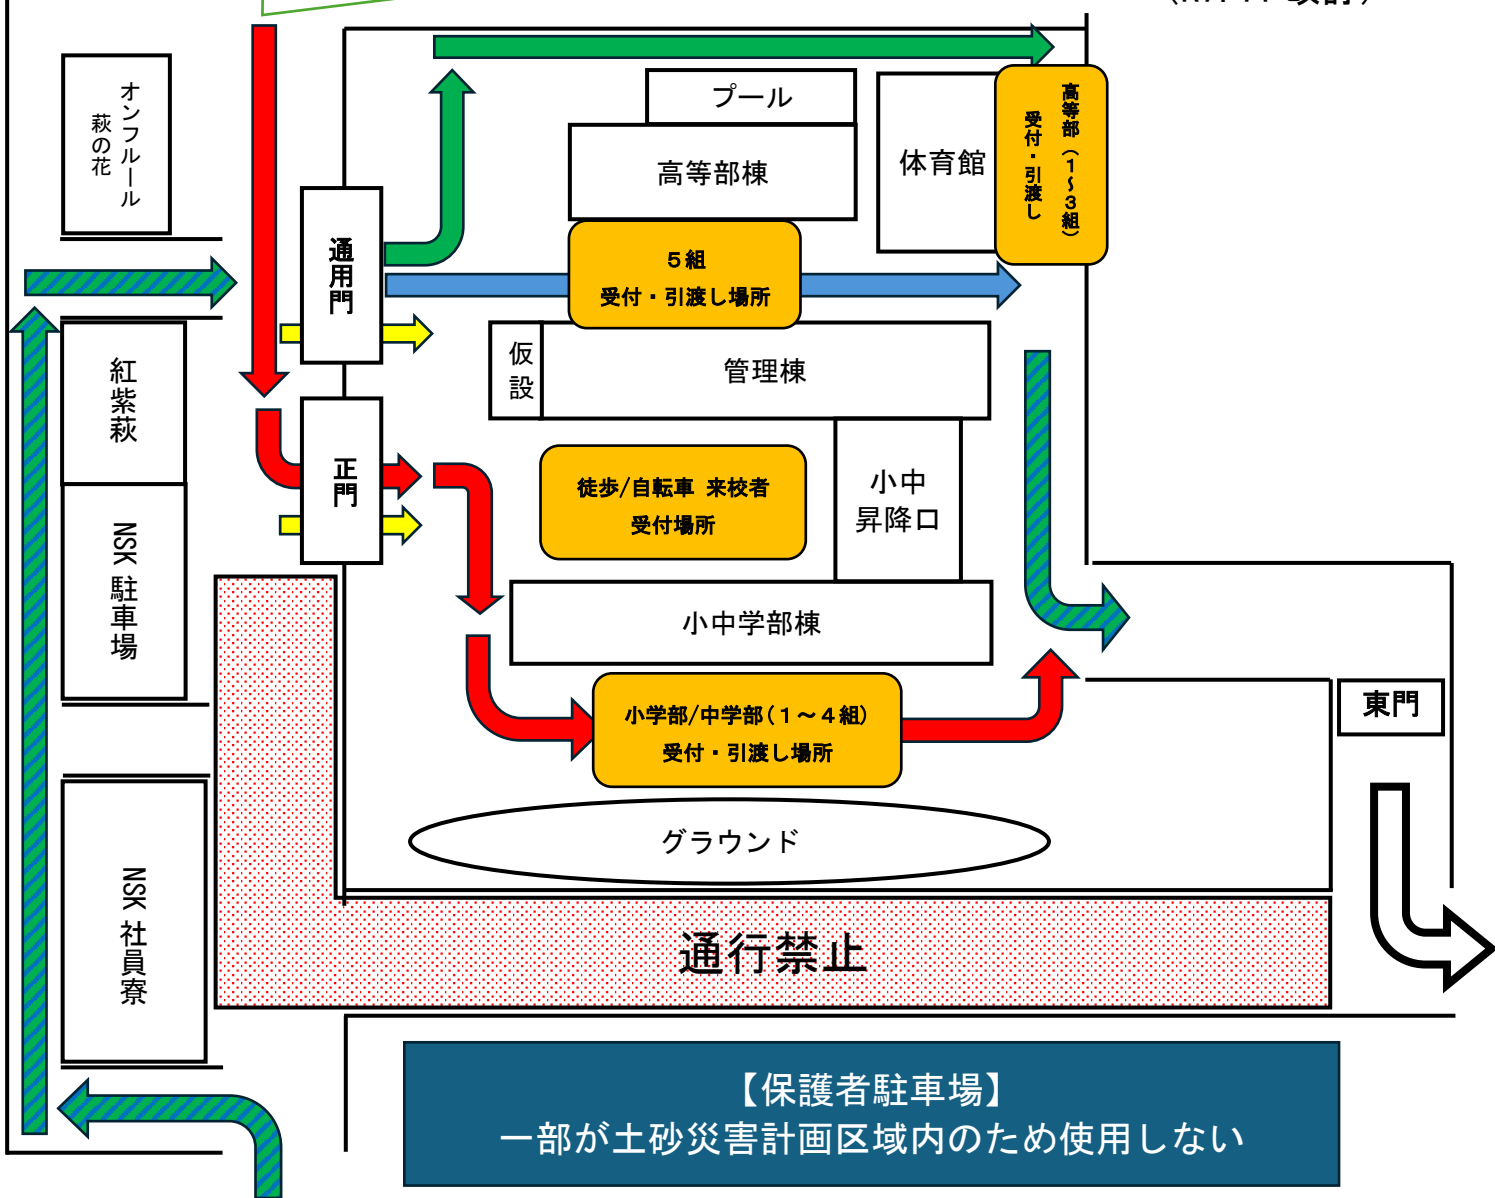 オンフルール
萩の花
プール
高等部棟
体育館
高等部（１～３組）
受付・引渡し
通用門
５組
受付・引渡し場所
仮設
管理棟
紅紫萩
正門
徒歩/自転車 来校者
受付場所
小中
昇降口
NSK 駐車場
小中学部棟
小学部/中学部（１～４組）
受付・引渡し場所
東門
グラウンド
NSK 社員寮
通行禁止
【保護者駐車場】
一部が土砂災害計画区域内のため使用しない